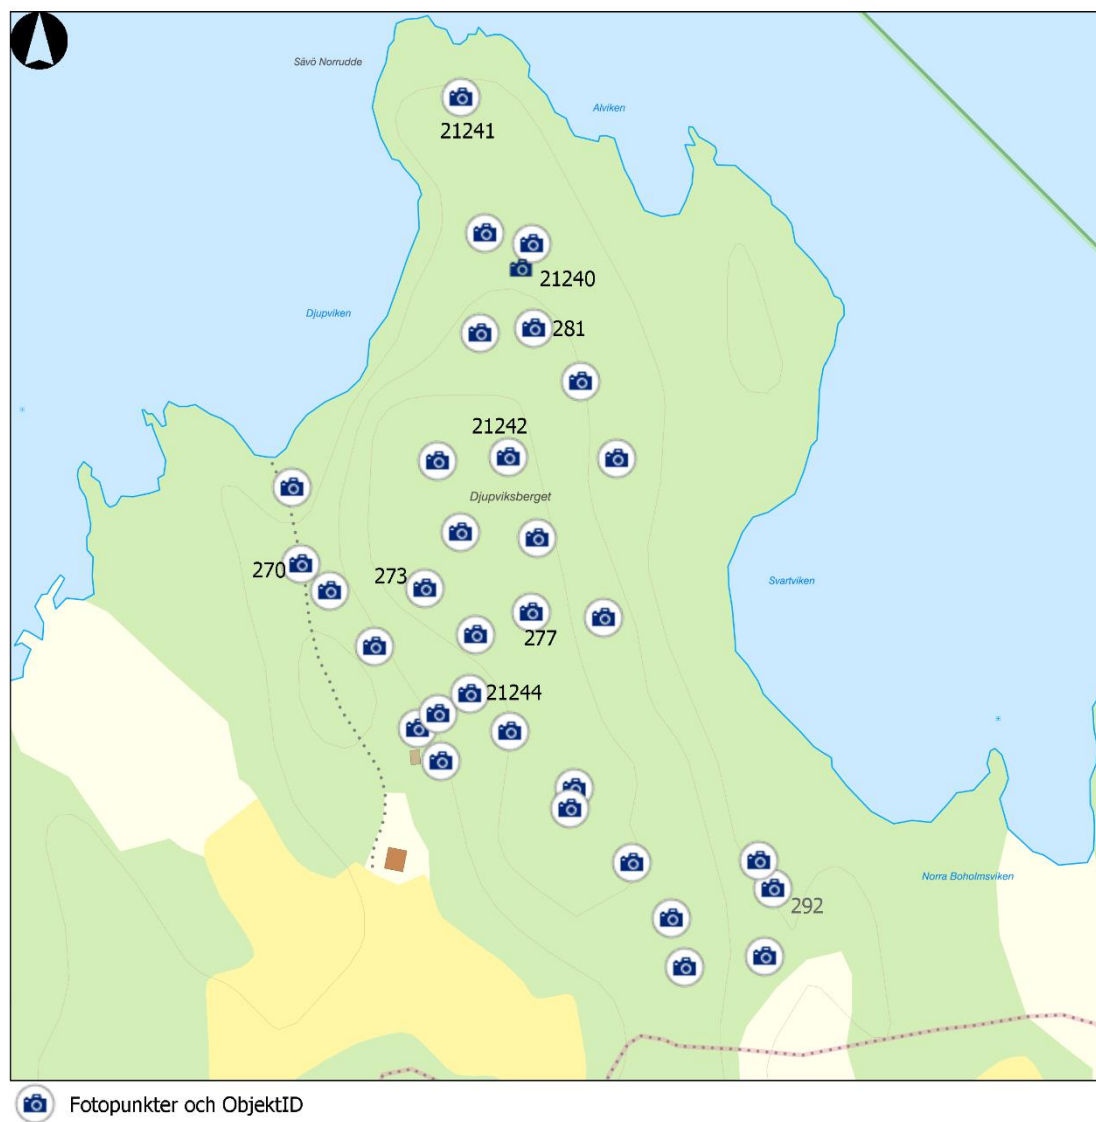 Sävö Norrudde
Alviken
21241
21240
Djupviken
281
21242
Djupviksberget
270
273
Svartviken
277
21244
Norra Boholmsviken
292
Fotopunkter och ObjektID